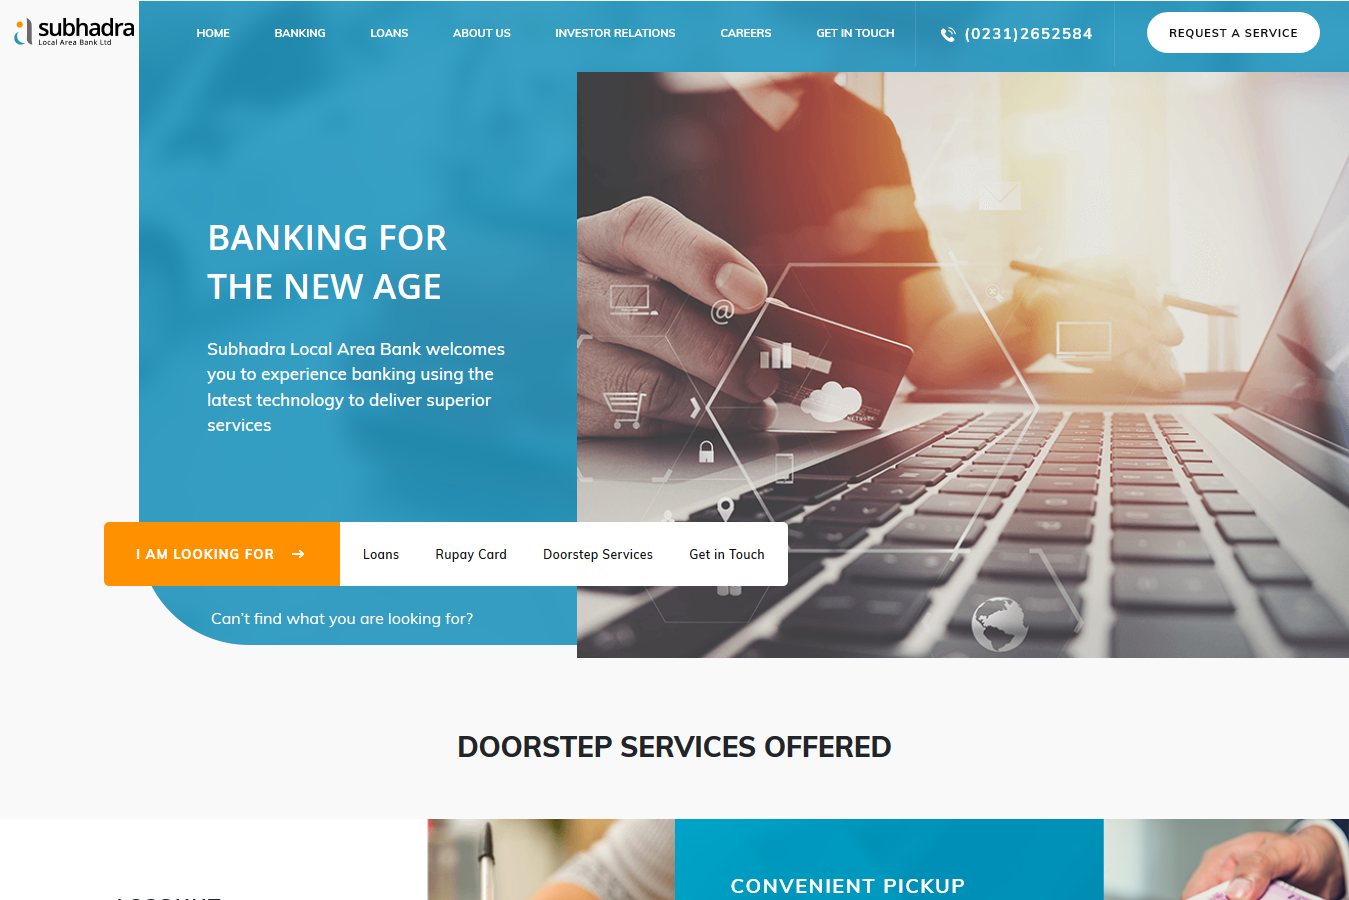 subhadra
Local Area Bank Ltd
HOME
BANKING
LOANS
ABOUT US
INVESTOR RELATIONS
CAREERS
GET IN TOUCH
(0231)2652584
REQUEST A SERVICE
BANKING FOR
THE NEW AGE
Subhadra Local Area Bank welcomes
you to experience banking using the
latest technology to deliver superior
services
@
NETWORK
I AM LOOKING FOR
Loans
Rupay Card
Doorstep Services
Get in Touch
Can’t find what you are looking for?
DOORSTEP SERVICES OFFERED
CONVENIENT PICKUP